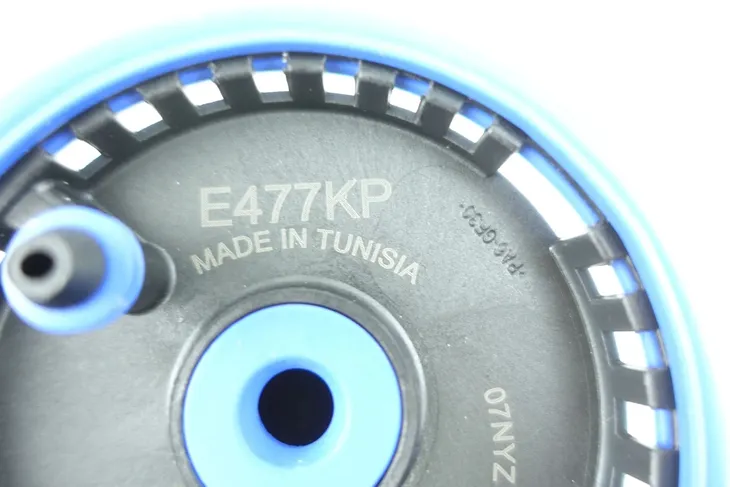 E477KP
MADE IN TUNISIA
>PA6-GF30<
07NYZ